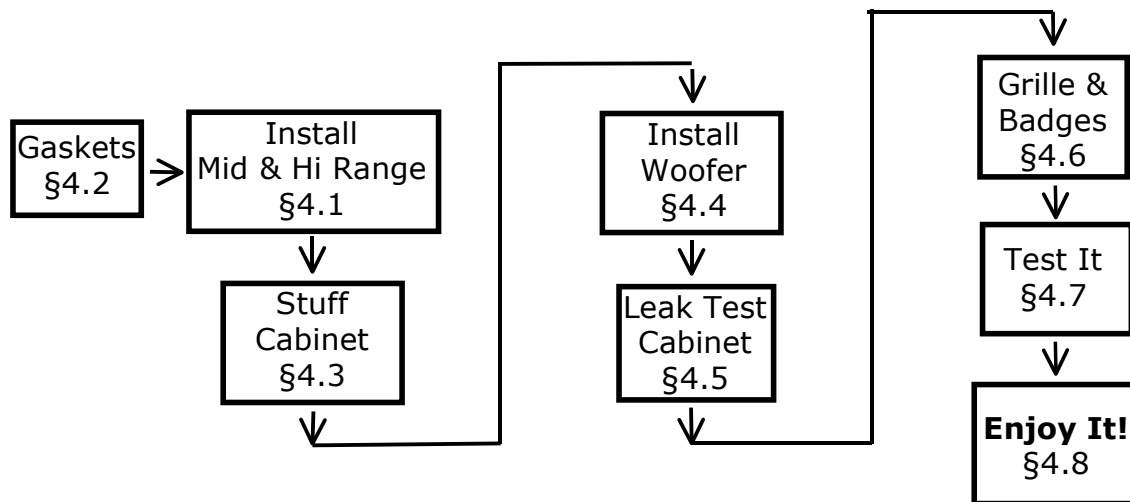 Gaskets
§4.2
Install
Mid & Hi Range
§4.1
Stuff
Cabinet
§4.3
Install
Woofer
§4.4
Leak Test
Cabinet
§4.5
Grille &
Badges
§4.6
Test It
§4.7
Enjoy It!
§4.8